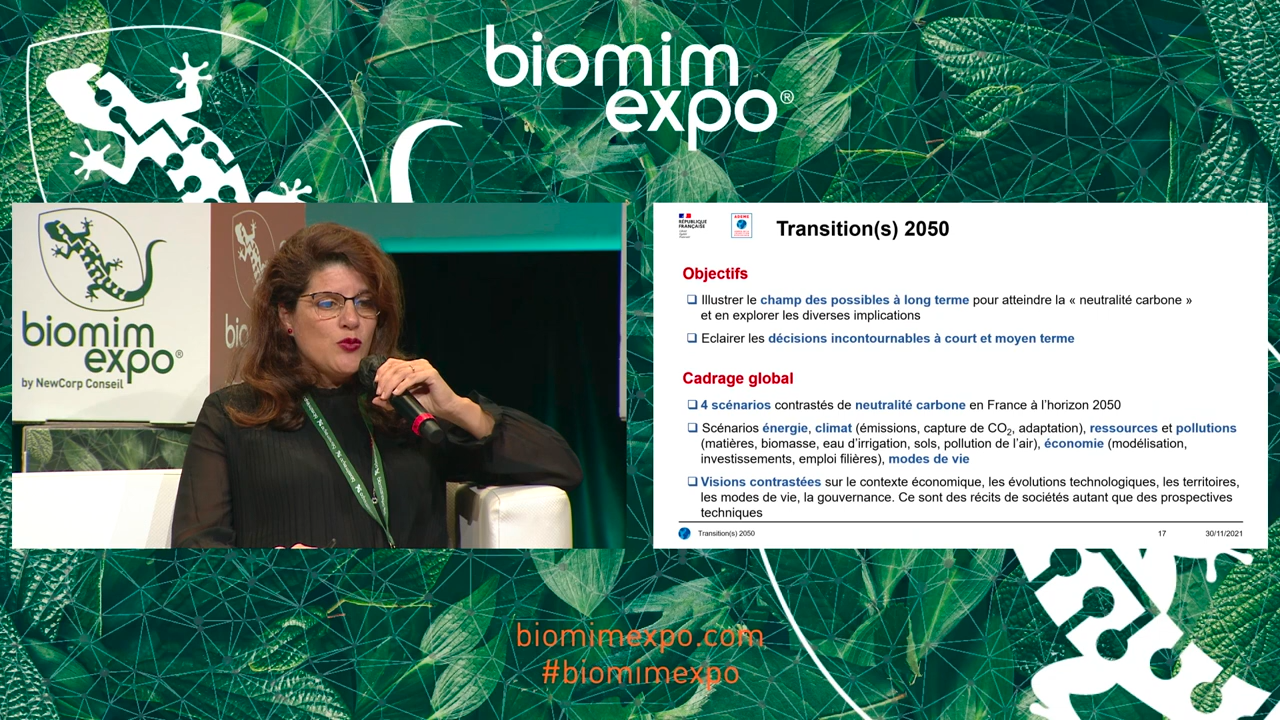 biomim
expo®
biomim
expo®
by NewCorp Conseil
bio
RÉPUBLIQUE
FRANÇAISE
ADEME
Transition(s) 2050
Objectifs
❑ Illustrer le champ des possibles à long terme pour atteindre la « neutralité carbone »
et en explorer les diverses implications
❑ Eclairer les décisions incontournables à court et moyen terme
Cadrage global
❑ 4 scénarios contrastés de neutralité carbone en France à l'horizon 2050
❑ Scénarios énergie, climat (émissions, capture de CO₂, adaptation), ressources et pollutions
(matières, biomasse, eau d'irrigation, sols, pollution de l'air), économie (modélisation,
investissements, emploi filières), modes de vie
❑ Visions contrastées sur le contexte économique, les évolutions technologiques, les territoires,
les modes de vie, la gouvernance. Ce sont des récits de sociétés autant que des prospectives
techniques
Transition(s) 2050
17
30/11/2021
biomimexpo.com
#biomimexpo